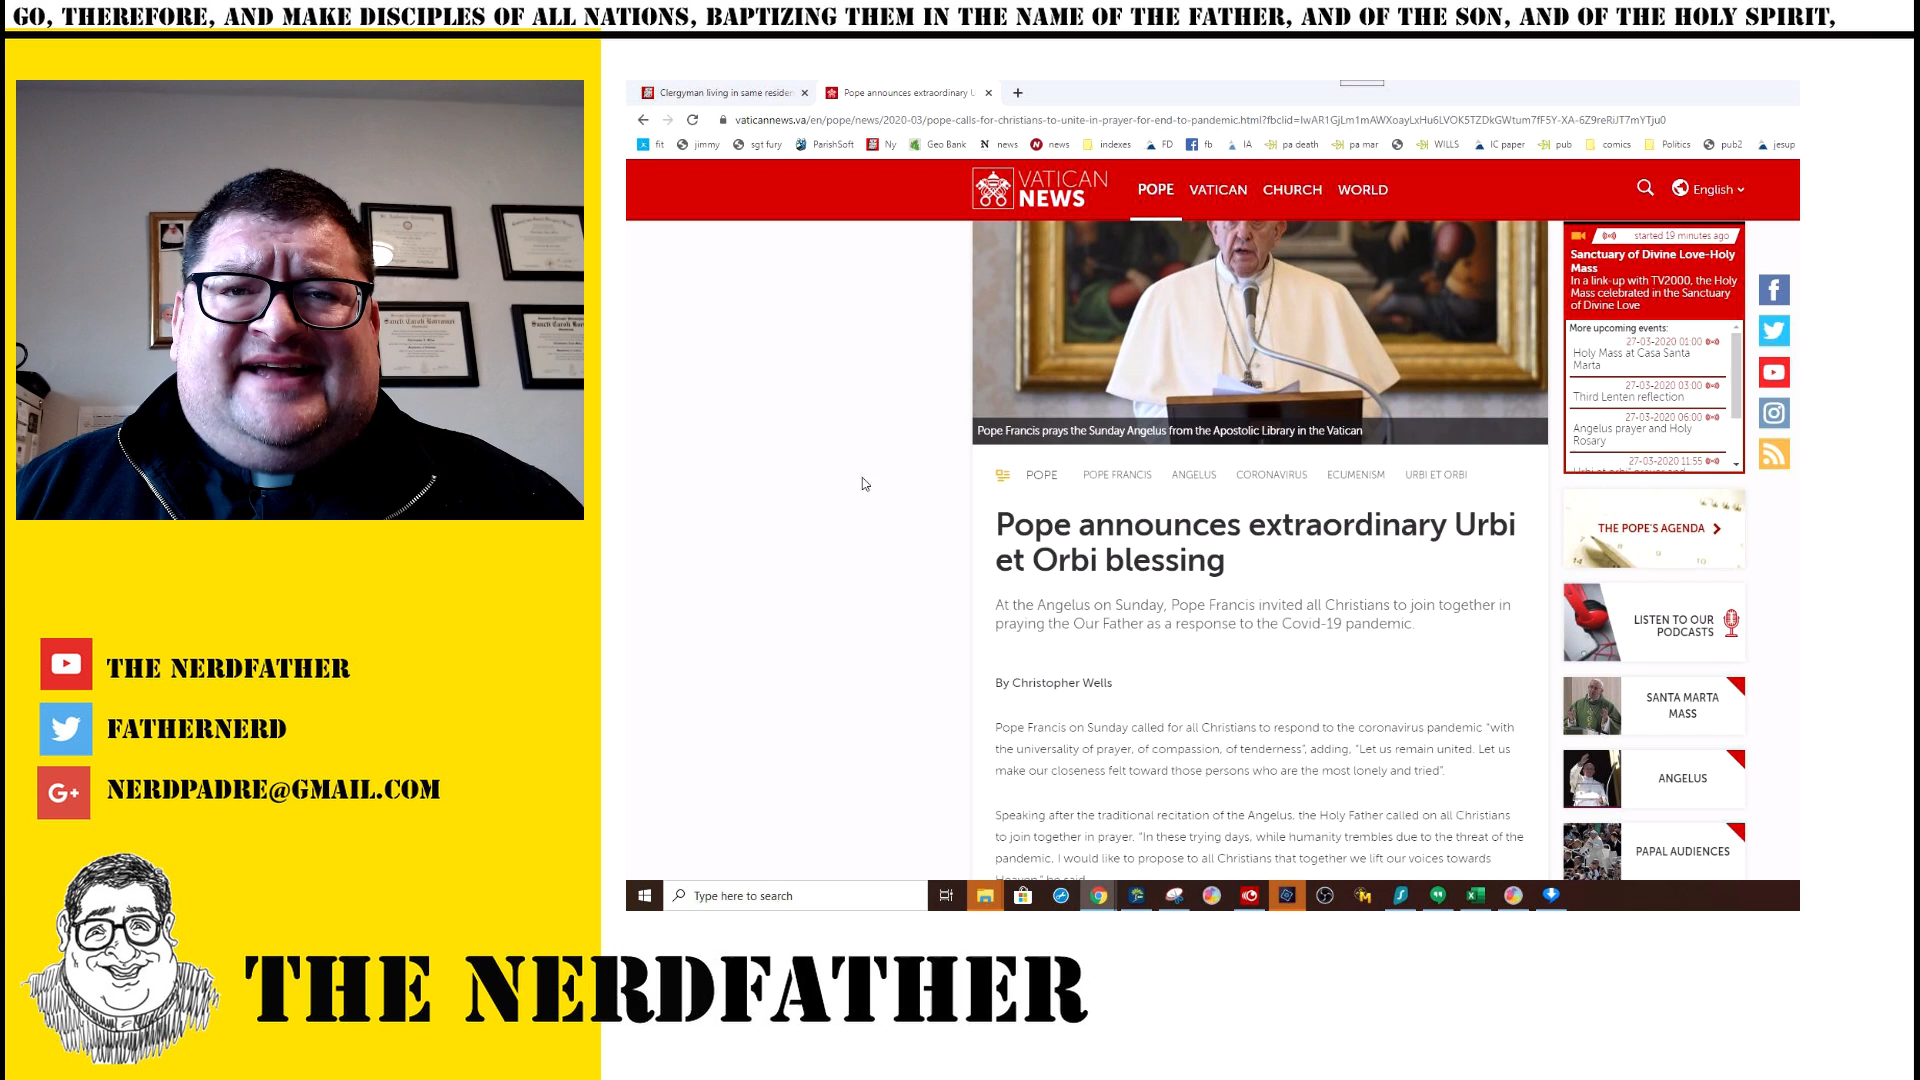 GO, THEREFORE, AND MAKE DISCIPLES OF ALL NATIONS, BAPTIZING THEM IN THE NAME OF THE FATHER, AND OF THE SON, AND OF THE HOLY SPIRIT,
THE NERDFATHER
FATHERNERD
G+ NERDPADRE@GMAIL.COM
THE NERDFATHER
Clergyman living in same residen
Pope announces extraordinary U
vaticannews.va/en/pope/news/2020-03/pope-calls-for-christians-to-unite-in-prayer-for-end-to-pandemic.html?fbclid=IwAR1GjLm1mAWXoayLxHu6LVOK5TZDkGWtum7fF5Y-XA-6Z9reRiJT7mYTju0
fit jimmy sgt fury ParishSoft Ny Geo Bank news news indexes FD fb IA pa death pa mar WILLS IC paper pub comics Politics pub2 jesup
VATICAN
NEWS
POPE VATICAN CHURCH WORLD
English
Pope Francis prays the Sunday Angelus from the Apostolic Library in the Vatican
POPE POPE FRANCIS ANGELUS CORONAVIRUS ECUMENISM URBI ET ORBI
Pope announces extraordinary Urbi
et Orbi blessing
At the Angelus on Sunday, Pope Francis invited all Christians to join together in
praying the Our Father as a response to the Covid-19 pandemic.
By Christopher Wells
Pope Francis on Sunday called for all Christians to respond to the coronavirus pandemic “with
the universality of prayer, of compassion, of tenderness”, adding, “Let us remain united. Let us
make our closeness felt toward those persons who are the most lonely and tried”.
Speaking after the traditional recitation of the Angelus, the Holy Father called on all Christians
to join together in prayer. “In these trying days, while humanity trembles due to the threat of the
pandemic, I would like to propose to all Christians that together we lift our voices towards
Heaven,” he said
started 19 minutes ago
Sanctuary of Divine Love-Holy
Mass
In a link-up with TV2000, the Holy
Mass celebrated in the Sanctuary
of Divine Love
More upcoming events:
27-03-2020 01:00
Holy Mass at Casa Santa
Marta
27-03-2020 03:00
Third Lenten reflection
27-03-2020 06:00
Angelus prayer and Holy
Rosary
27-03-2020 11:55
THE POPE'S AGENDA
LISTEN TO OUR
PODCASTS
SANTA MARTA
MASS
ANGELUS
PAPAL AUDIENCES
Type here to search